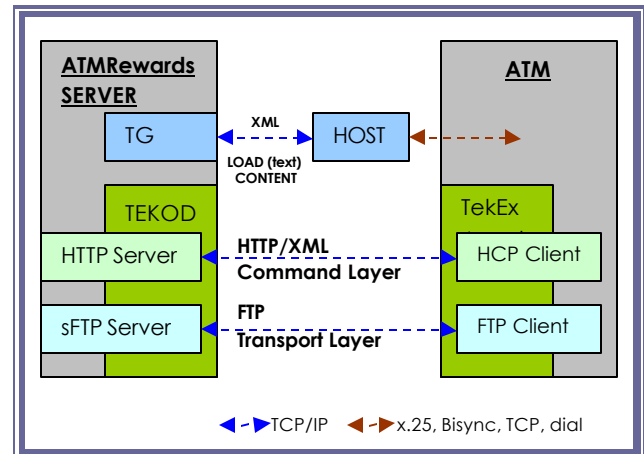 ATMRewards
SERVER
ATM
TG
XML
HOST
LOAD (text)
CONTENT
TEKOD
TekEx
HTTP Server
HTTP/XML
Command Layer
HCP Client
sFTP Server
FTP
Transport Layer
FTP Client
TCP/IP
x.25, Bisync, TCP, dial